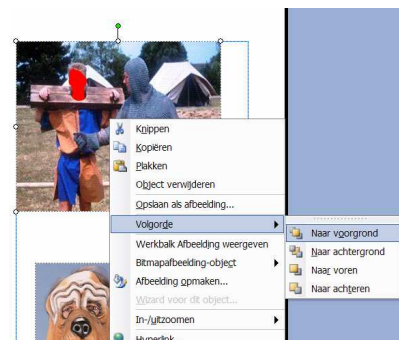 Knippen
Kopiëren
Plakken
Object verwijderen
Opslaan als afbeelding...
Volgorde
Werkbalk Afbeelding weergeven
Bitmapafbeelding-object
Afbeelding opmaken...
Wizard voor dit object...
In-/uitzoomen
Hyperlink...
Naar voorgrond
Naar achtergrond
Naar voren
Naar achteren